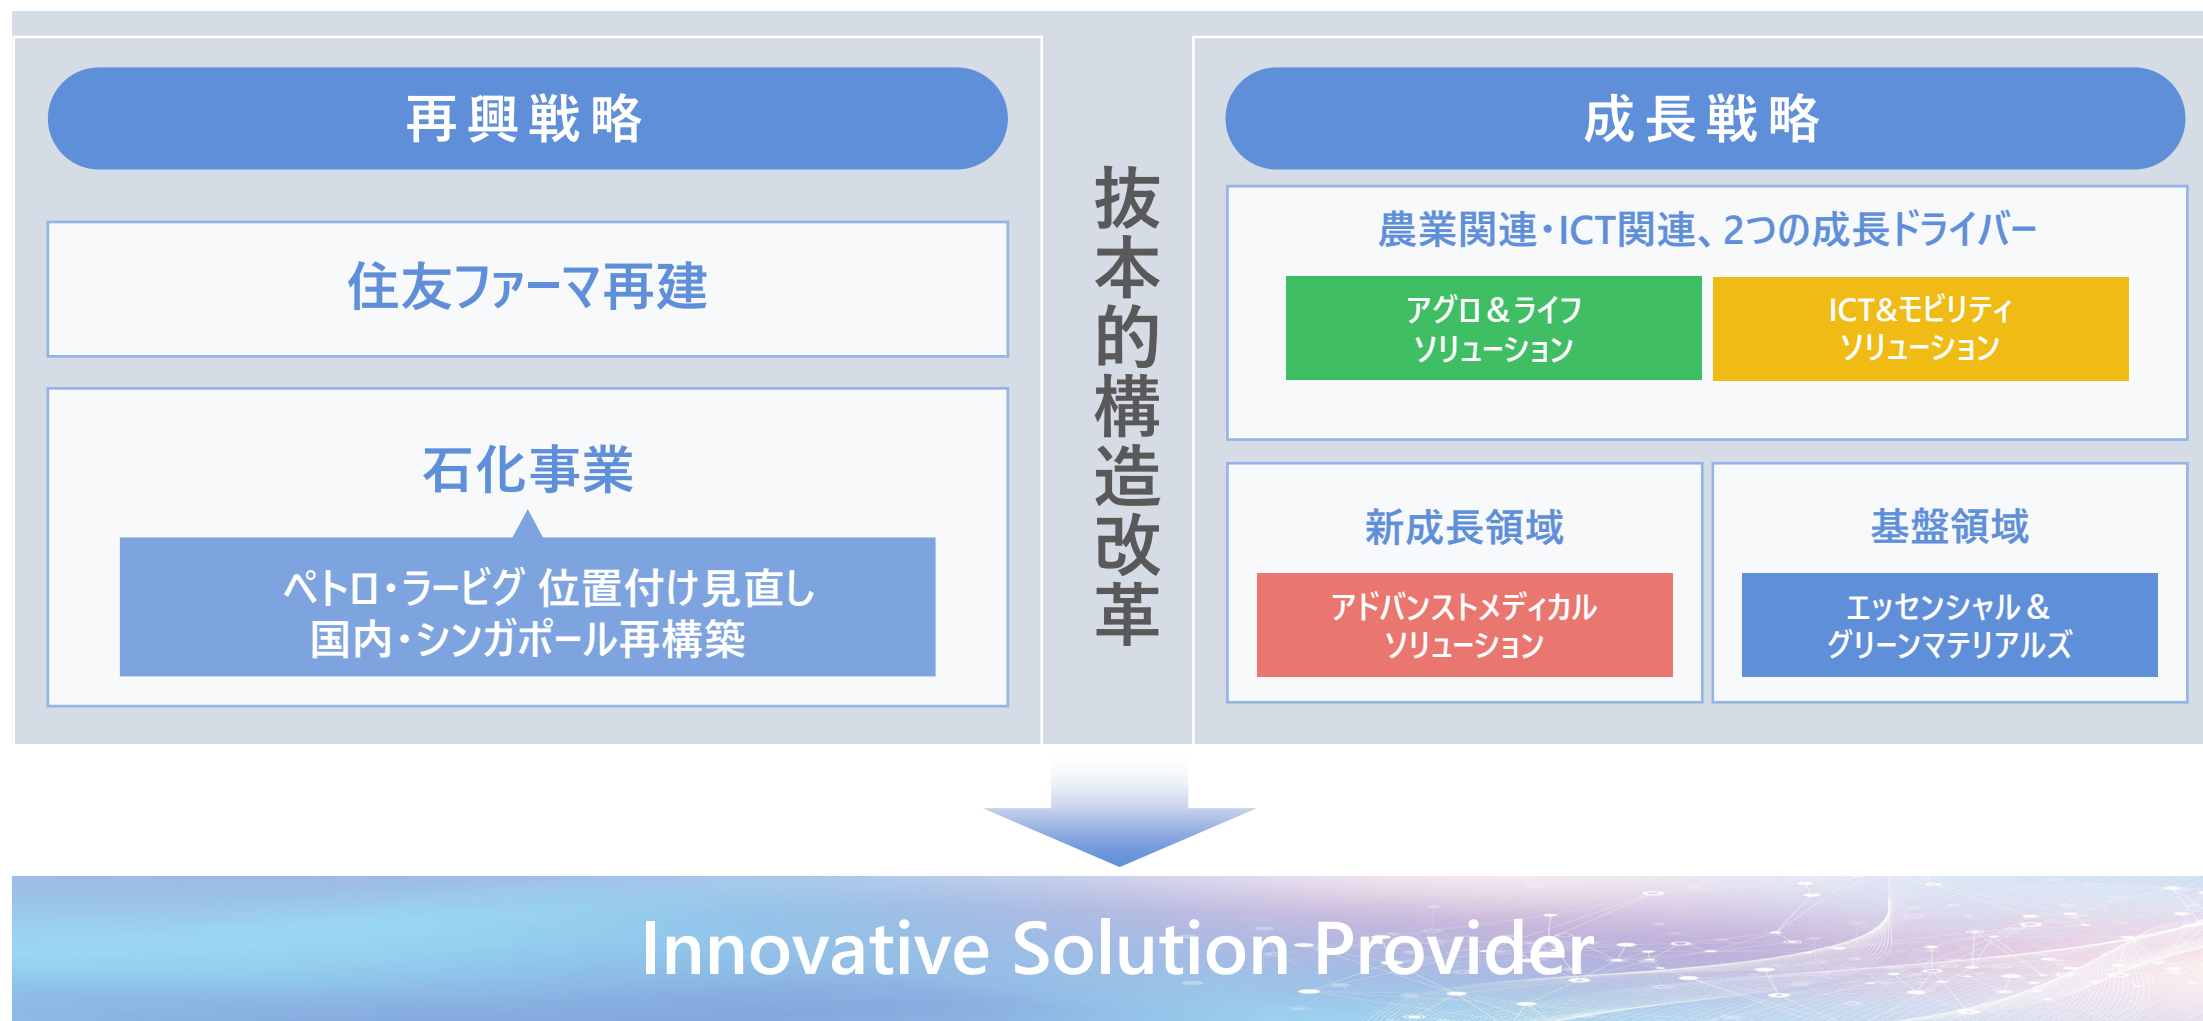 再興戦略
住友ファーマ再建
石化事業
ペトロ・ラービグ 位置付け見直し
国内・シンガポール再構築
抜本的構造改革
成長戦略
農業関連・ICT関連、2つの成長ドライバー
アグロ＆ライフ
ソリューション
ICT&モビリティ
ソリューション
新成長領域
アドバンストメディカル
ソリューション
基盤領域
エッセンシャル＆
グリーンマテリアルズ
Innovative Solution Provider